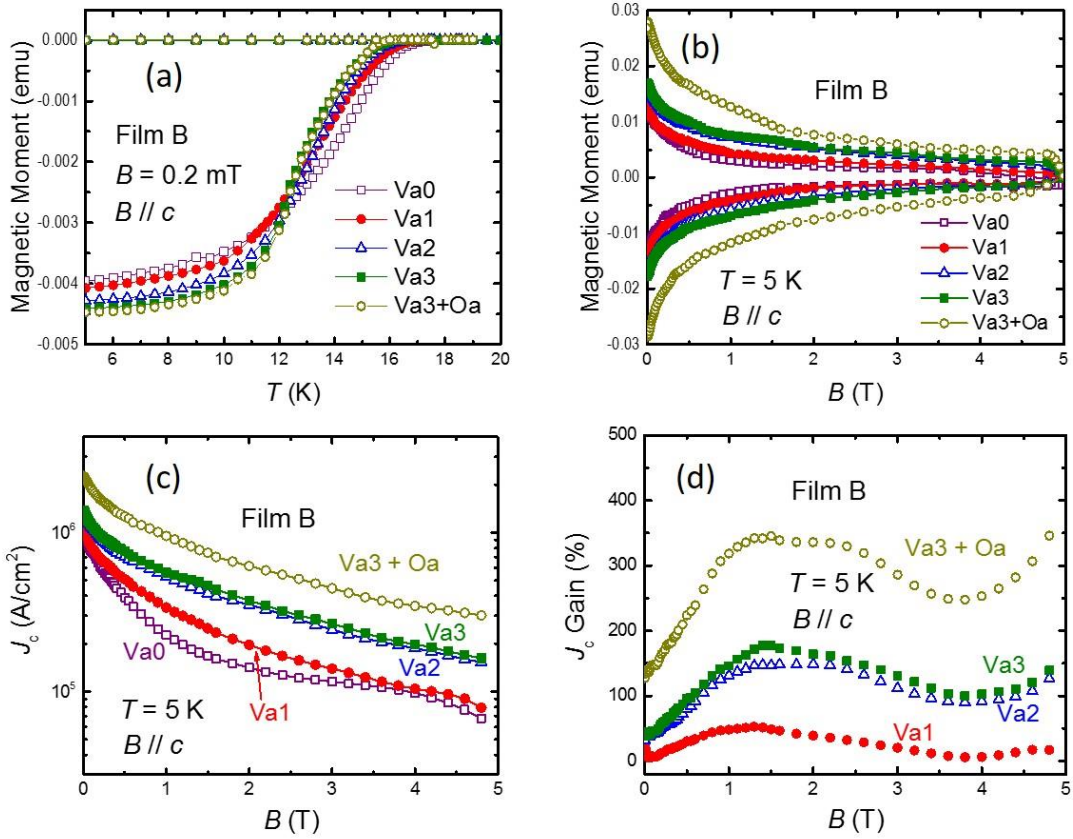 (a)
Film B
B = 0.2 mT
B // c
Va0
Va1
Va2
Va3
Va3+Oa
Magnetic Moment (emu)
0.000
-0.001
-0.002
-0.003
-0.004
-0.005
6 8 10 12 14 16 18 20
T (K)
(b)
Film B
T = 5 K
B // c
Va0
Va1
Va2
Va3
Va3+Oa
Magnetic Moment (emu)
0.03
0.02
0.01
0.00
-0.01
-0.02
-0.03
0 1 2 3 4 5
B (T)
(c)
Film B
Va3 + Oa
Va3
Va2
Va0
Va1
T = 5 K
B // c
Jc (A/cm²)
10⁶
10⁵
0 1 2 3 4 5
B (T)
(d)
Film B
Va3 + Oa
T = 5 K
B // c
Va3
Va2
Va1
Jc Gain (%)
500
400
300
200
100
50
0
0 1 2 3 4 5
B (T)